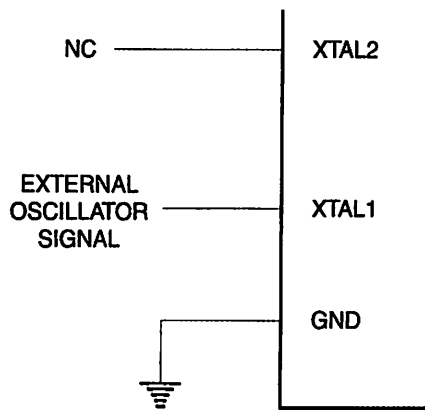 NC
XTAL2
EXTERNAL
OSCILLATOR
SIGNAL
XTAL1
GND